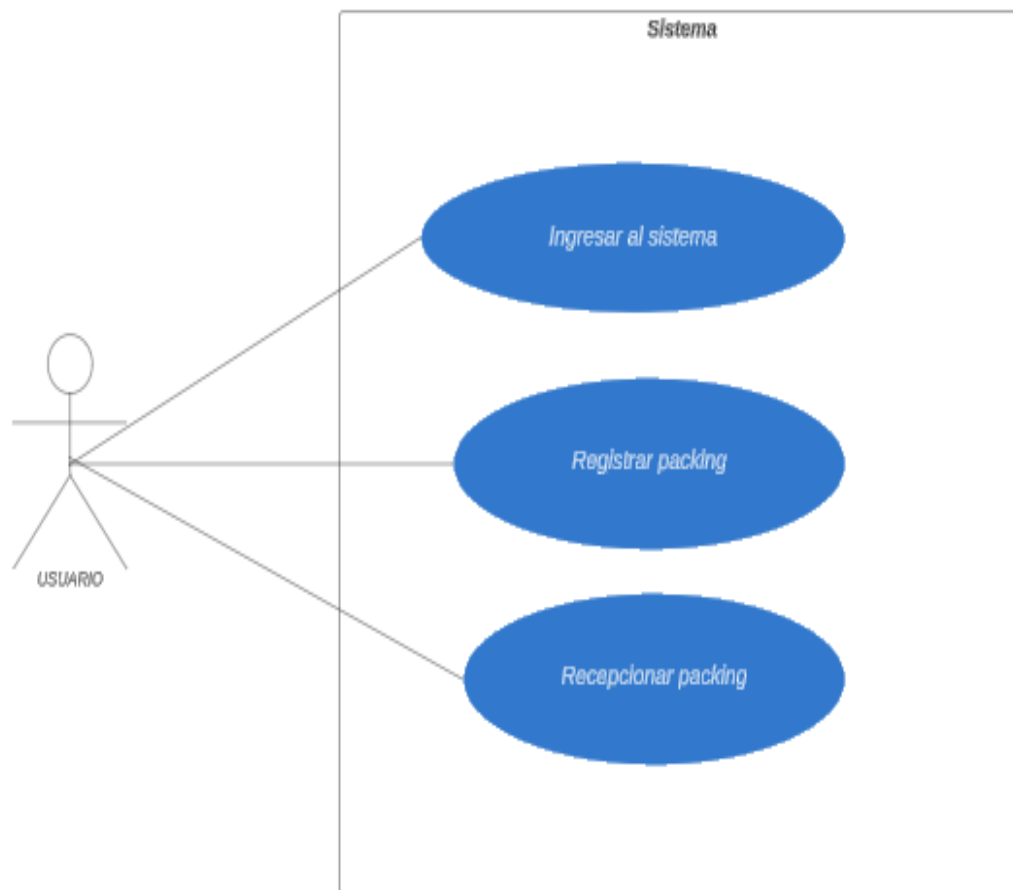 Sistema
Ingresar al sistema
Registrar packing
Recepcionar packing
USUARIO